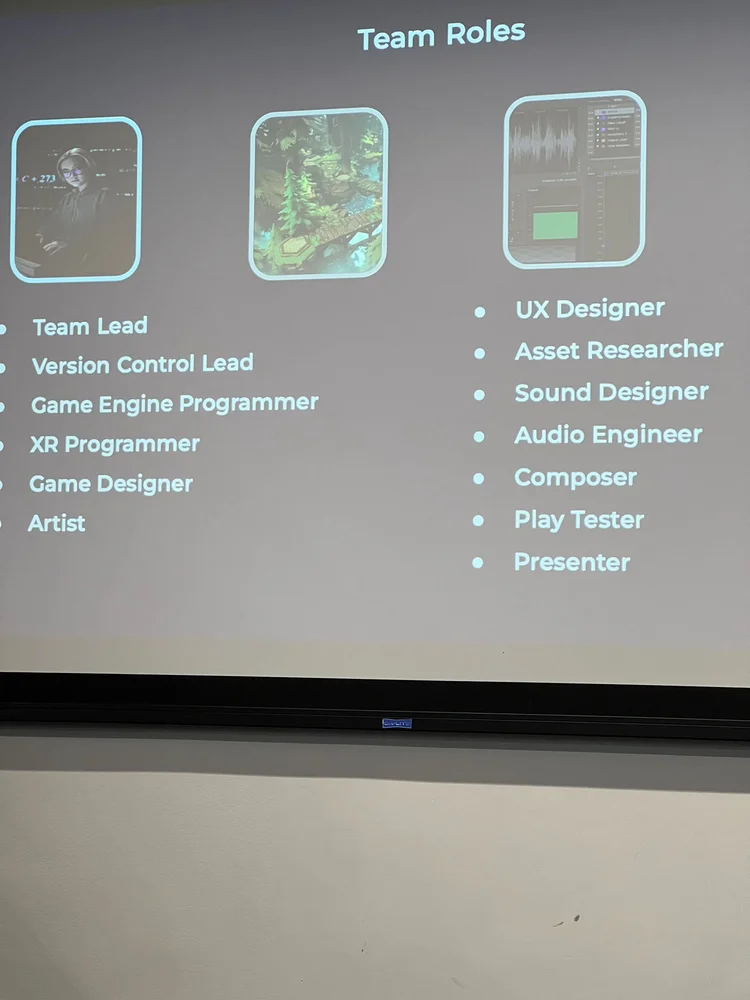 Team Roles
C + 273
• Team Lead
• Version Control Lead
• Game Engine Programmer
• XR Programmer
• Game Designer
• Artist
• UX Designer
• Asset Researcher
• Sound Designer
• Audio Engineer
• Composer
• Play Tester
• Presenter